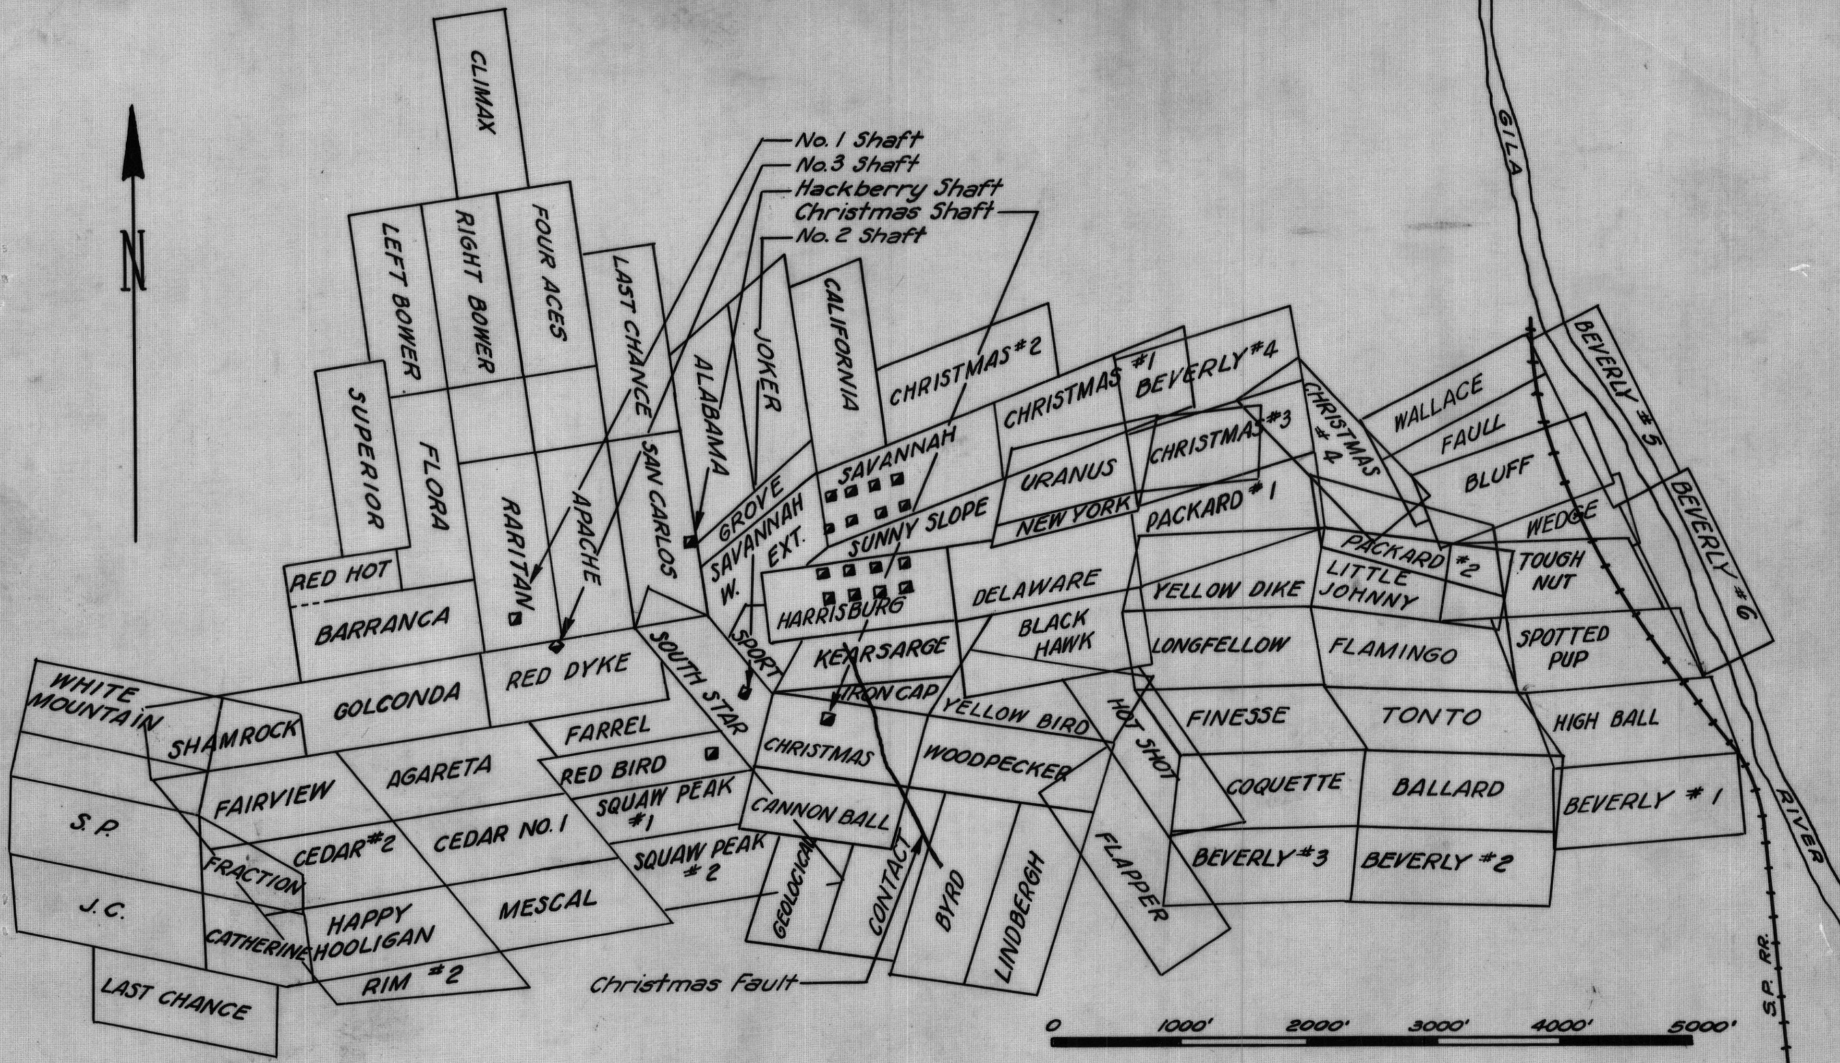 CLIMAX
N
No. 1 Shaft
No. 3 Shaft
Hackberry Shaft
Christmas Shaft
No. 2 Shaft
GILA
LEFT BOWER
RIGHT BOWER
FOUR ACES
LAST CHANCE
ALABAMA
JOKER
CALIFORNIA
CHRISTMAS #2
CHRISTMAS #1
BEVERLY #4
CHRISTMAS
#4
WALLACE
FAULL
BLUFF
WEDGE
BEVERLY #5
BEVERLY #6
SUPERIOR
FLORA
RARITAN
APACHE
SAN CARLOS
GROVE
SAVANNAH
W. EXT.
SAVANNAH
SUNNY SLOPE
URANUS
NEW YORK
CHRISTMAS #3
PACKARD #1
PACKARD #2
LITTLE
JOHNNY
TOUGH
NUT
RED HOT
BARRANCA
HARRISBURG
DELAWARE
YELLOW DIKE
BLACK
HAWK
SPORT
KEARSARGE
LONGFELLOW
FLAMINGO
SPOTTED
PUP
WHITE
MOUNTAIN
SHAMROCK
GOLCONDA
RED DYKE
SOUTH STAR
IRON CAP
YELLOW BIRD
HOT SHOT
FINESSE
TONTO
HIGH BALL
FARREL
CHRISTMAS
WOODPECKER
FAIRVIEW
AGARETA
RED BIRD
SQUAW PEAK
#1
CANNON BALL
COQUETTE
BALLARD
BEVERLY #1
RIVER
S.P.
FRACTION
CEDAR #2
CEDAR NO. 1
SQUAW PEAK
#2
GEOLOGICAL
CONTACT
BYRD
LINDBERGH
FLAPPER
BEVERLY #3
BEVERLY #2
J.C.
CATHERINE
HAPPY
HOOLIGAN
MESCAL
RIM #2
LAST CHANCE
Christmas Fault
S.P. RR.
0 1000' 2000' 3000' 4000' 5000'